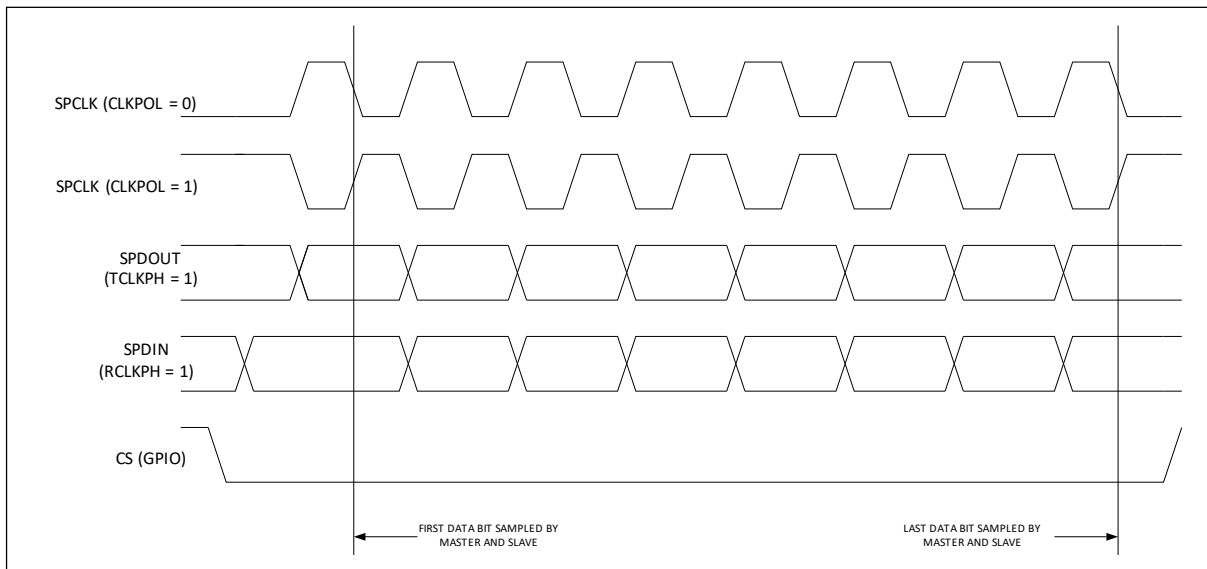 SPCLK (CLKPOL = 0)
SPCLK (CLKPOL = 1)
SPDOUT
(TCLKPH = 1)
SPDIN
(RCLKPH = 1)
CS (GPIO)
FIRST DATA BIT SAMPLED BY
MASTER AND SLAVE
LAST DATA BIT SAMPLED BY
MASTER AND SLAVE